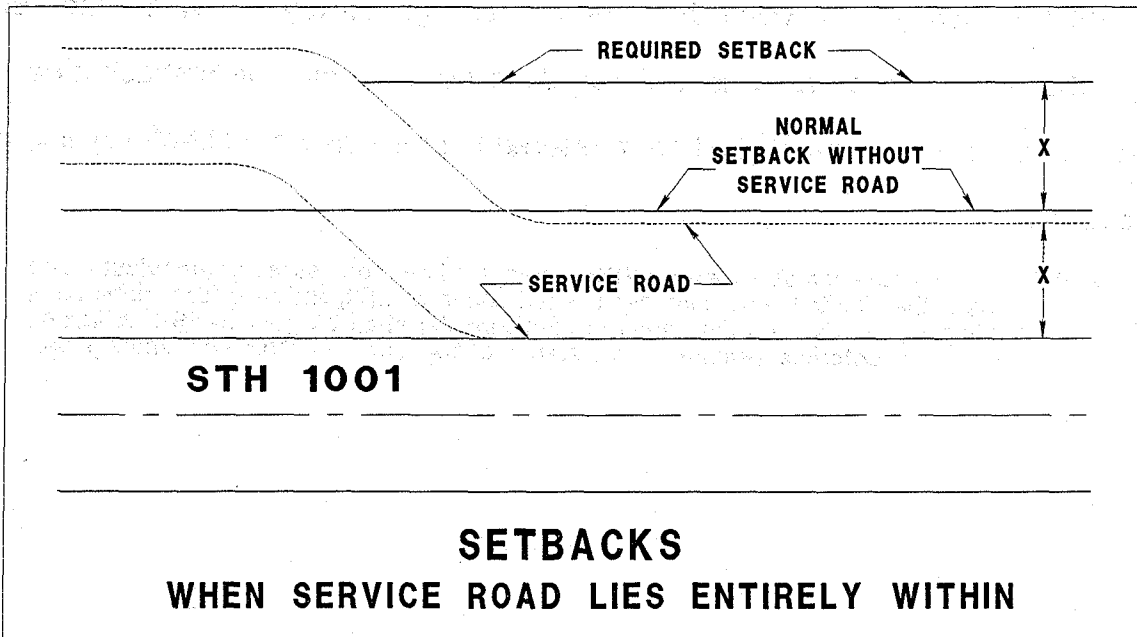 REQUIRED SETBACK
NORMAL
SETBACK WITHOUT
SERVICE ROAD
X
X
SERVICE ROAD
STH 1001
SETBACKS
WHEN SERVICE ROAD LIES ENTIRELY WITHIN